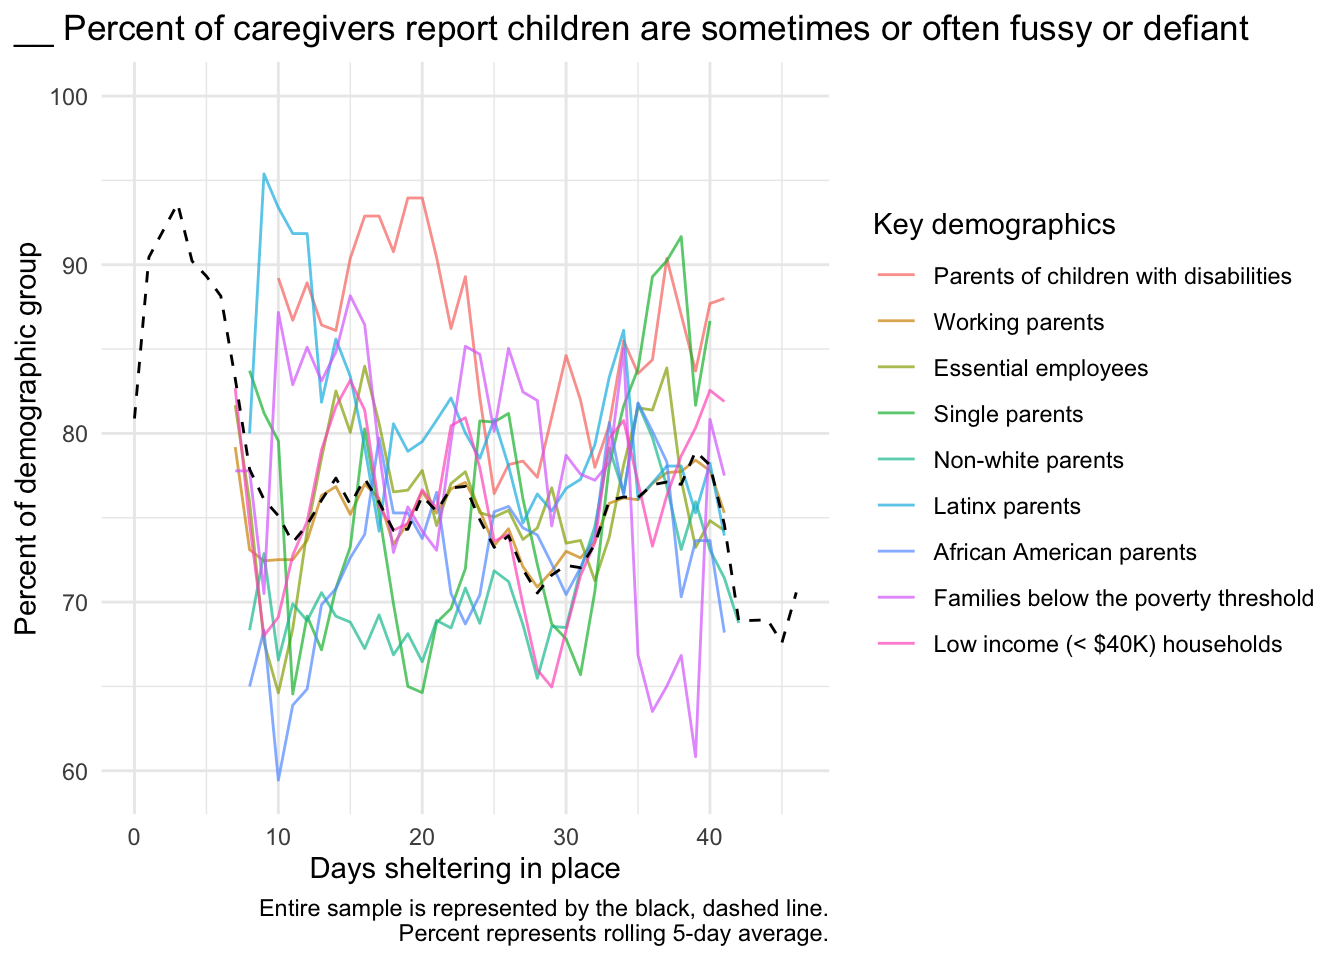 __ Percent of caregivers report children are sometimes or often fussy or defiant
100
90
80
70
60
Percent of demographic group
0 10 20 30 40
Days sheltering in place
Entire sample is represented by the black, dashed line.
Percent represents rolling 5-day average.
Key demographics
Parents of children with disabilities
Working parents
Essential employees
Single parents
Non-white parents
Latinx parents
African American parents
Families below the poverty threshold
Low income (< $40K) households